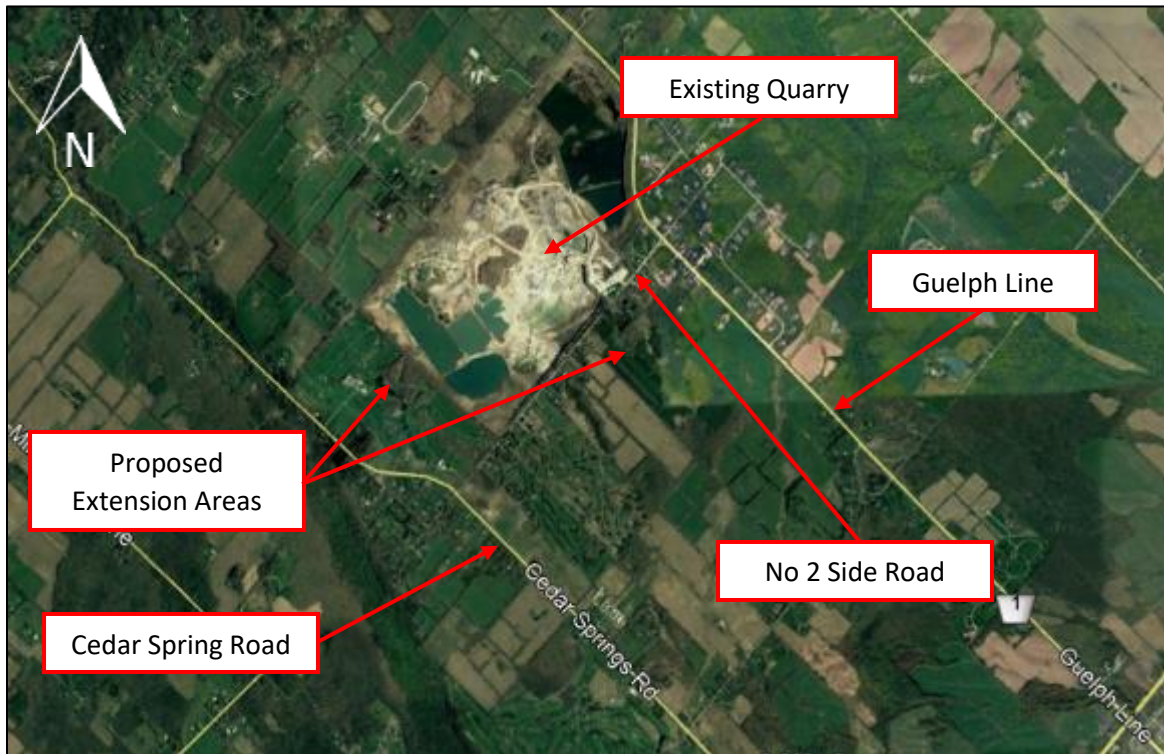 Existing Quarry
N
Guelph Line
Proposed
Extension Areas
No 2 Side Road
Cedar Spring Road
Cedar Springs Rd
1
Guelph Line